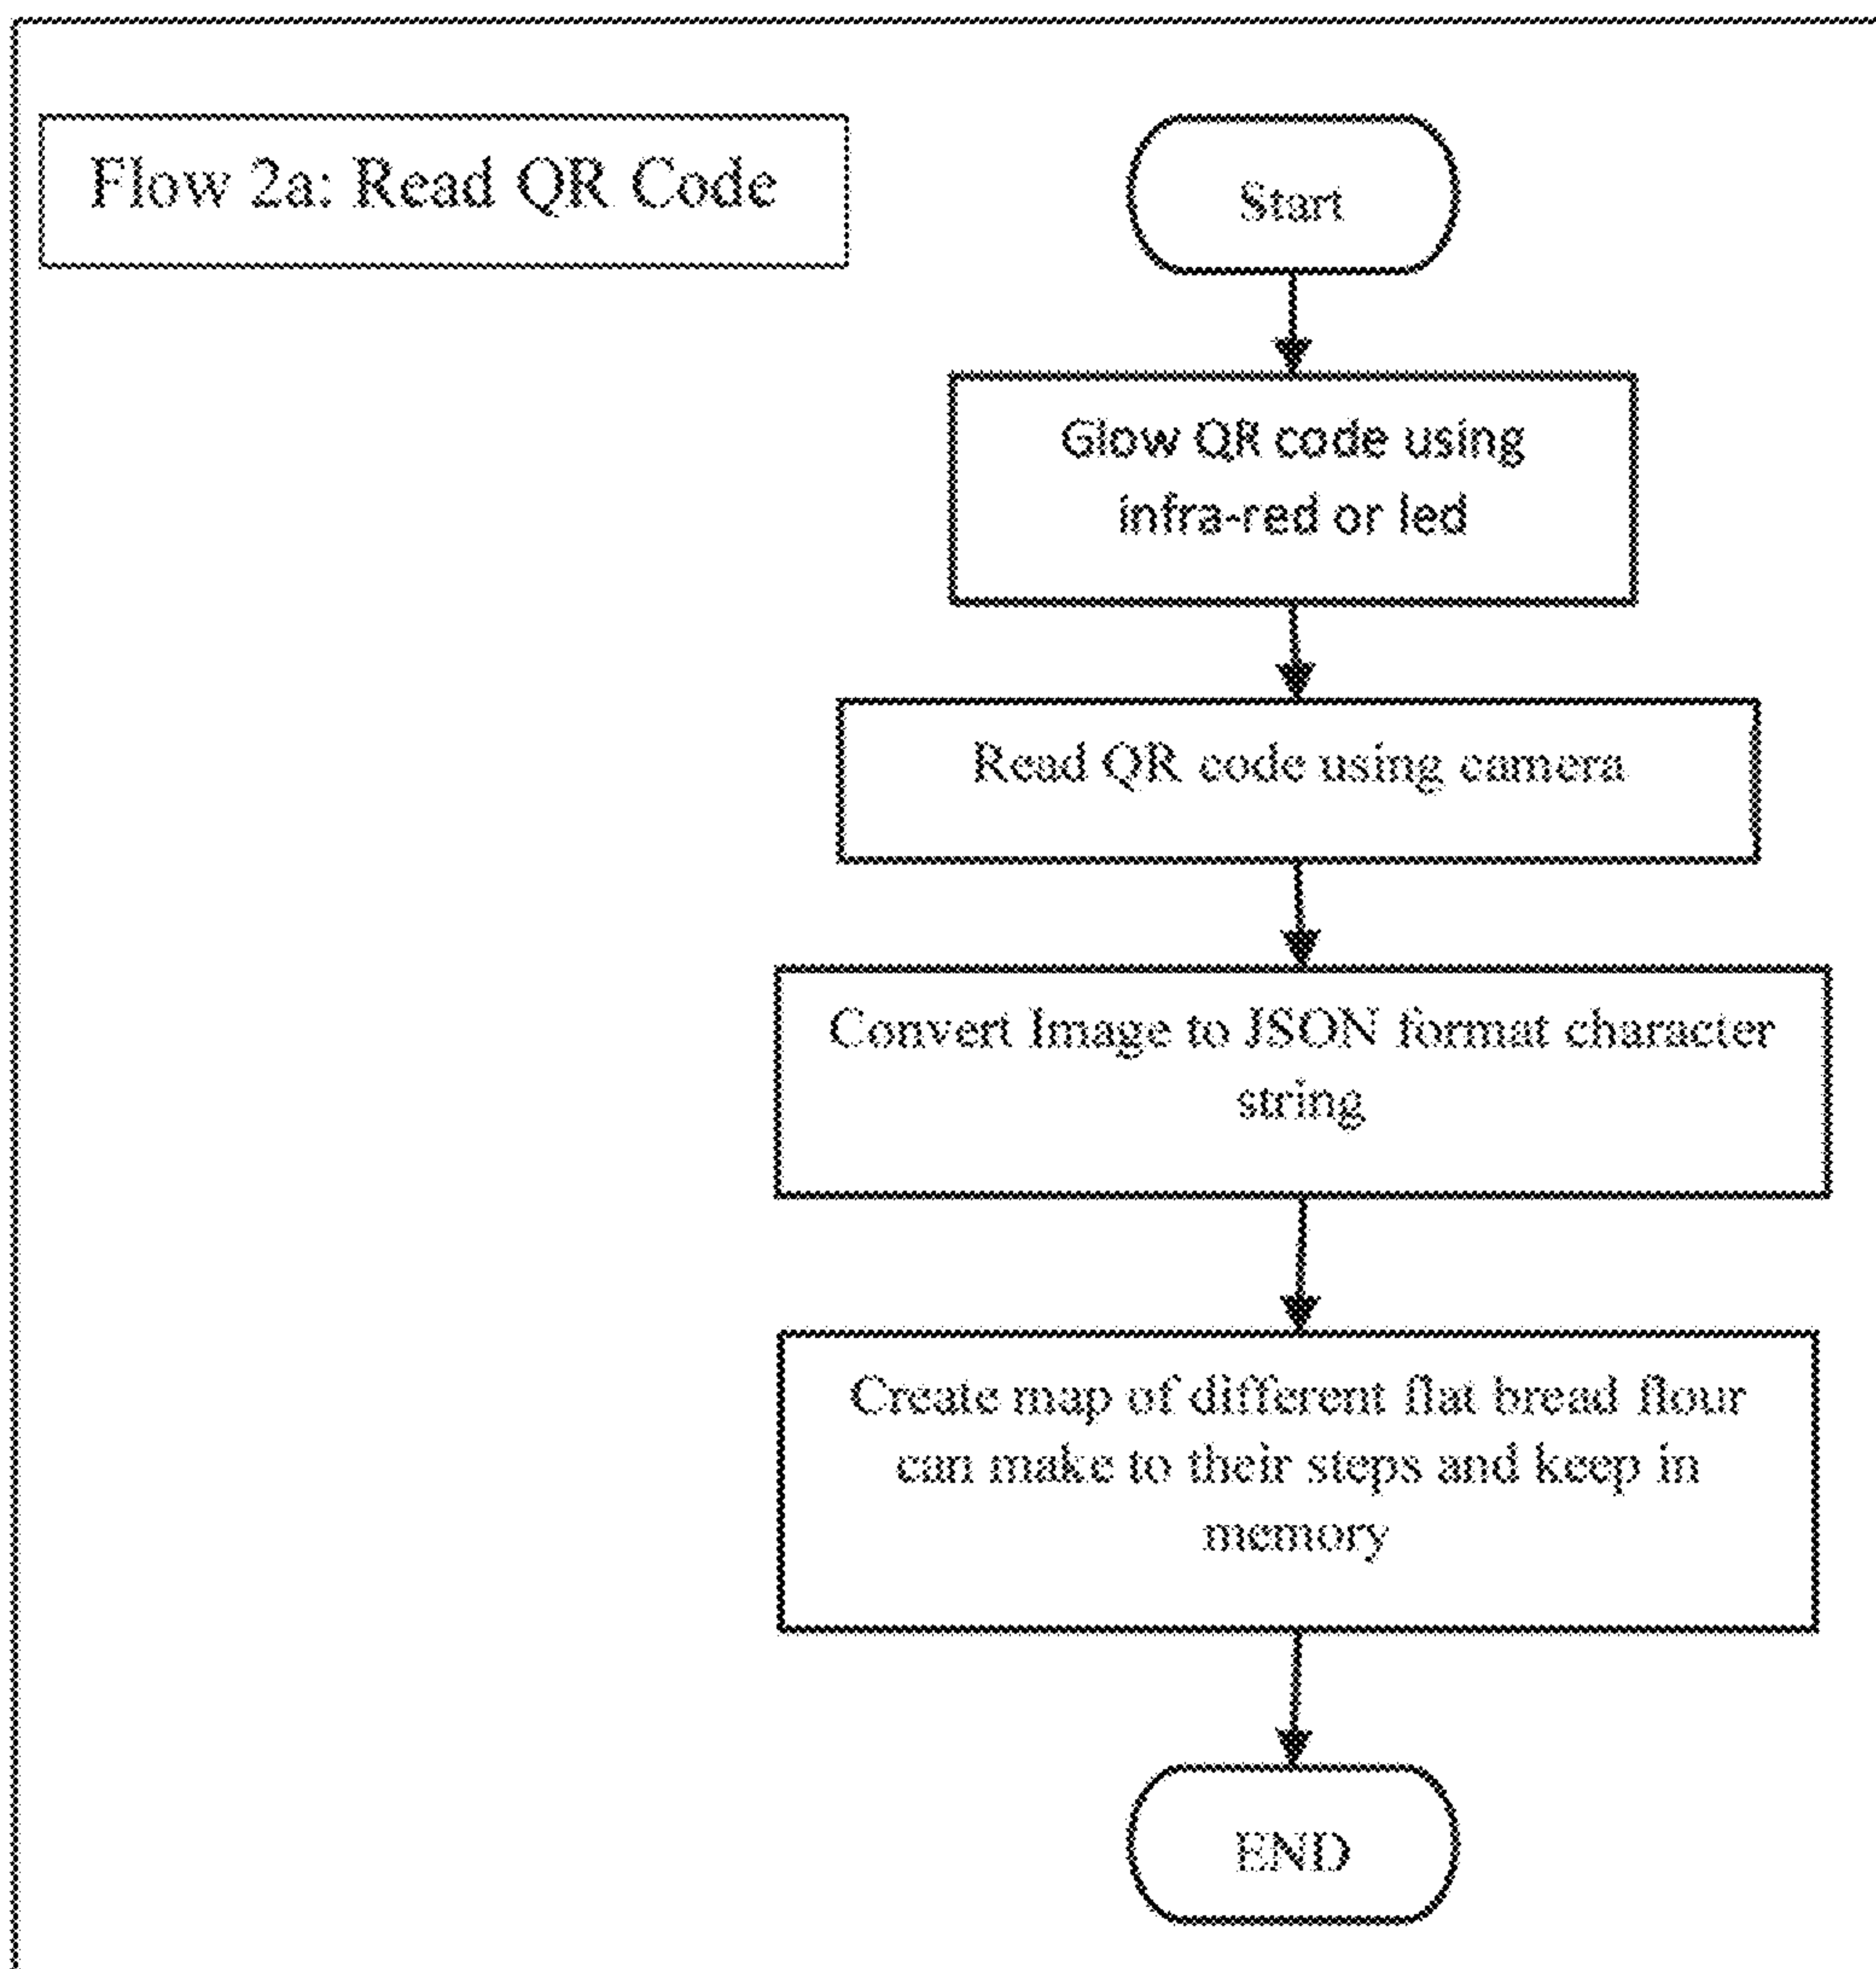 Flow 2a: Read QR Code
Start
Glow QR code using
infra-red or led
Read QR code using camera
Convert Image to JSON format character
string
Create map of different flat bread flour
can make to their steps and keep in
memory
END